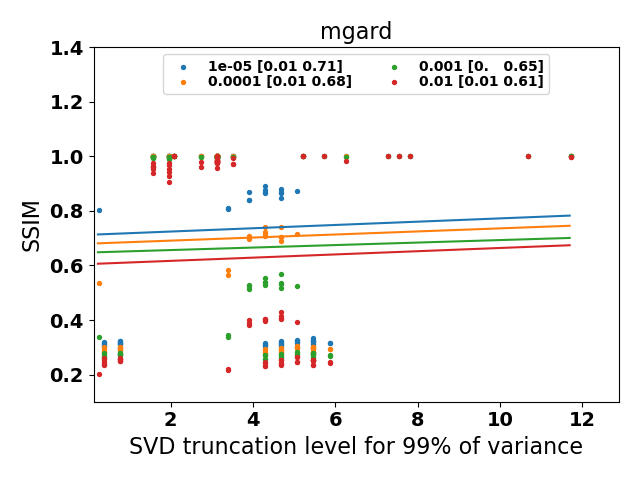 mgard
1.4
1.2
1.0
0.8
0.6
0.4
0.2
SSIM
1e-05 [0.01 0.71]
0.0001 [0.01 0.68]
0.001 [0.   0.65]
0.01 [0.01 0.61]
2 4 6 8 10 12
SVD truncation level for 99% of variance